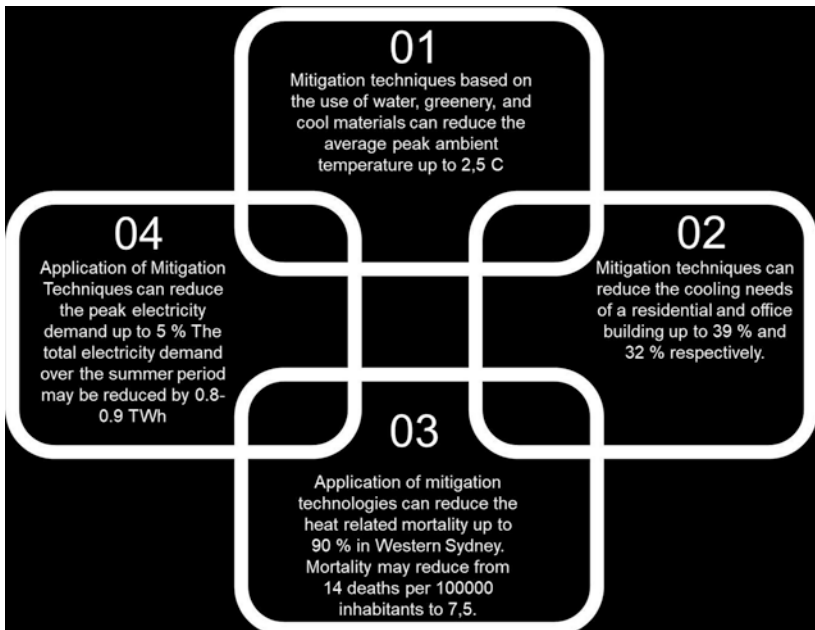 01
Mitigation techniques based on
the use of water, greenery, and
cool materials can reduce the
average peak ambient
temperature up to 2,5 C
02
Mitigation techniques can
reduce the cooling needs
of a residential and office
building up to 39 % and
32 % respectively.
03
Application of mitigation
technologies can reduce the
heat related mortality up to
90 % in Western Sydney.
Mortality may reduce from
14 deaths per 100000
inhabitants to 7,5.
04
Application of Mitigation
Techniques can reduce
the peak electricity
demand up to 5 % The
total electricity demand
over the summer period
may be reduced by 0.8-
0.9 TWh